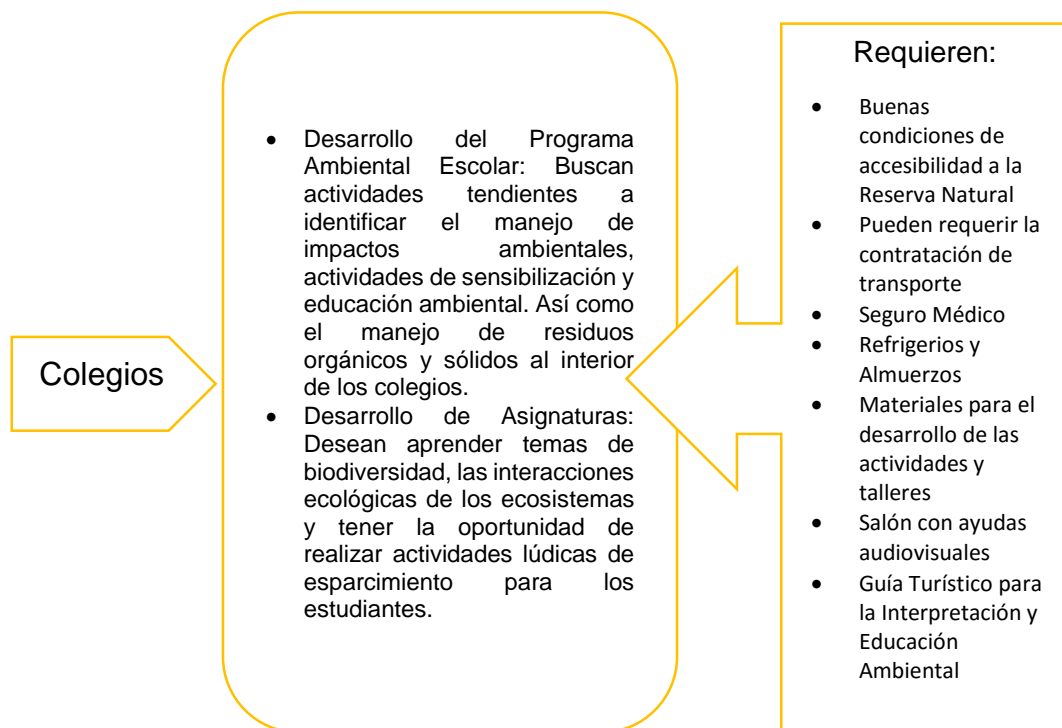 Colegios
• Desarrollo del Programa
Ambiental Escolar: Buscan
actividades tendientes a
identificar el manejo de
impactos ambientales,
actividades de sensibilización y
educación ambiental. Así como
el manejo de residuos
orgánicos y sólidos al interior
de los colegios.
• Desarrollo de Asignaturas:
Desean aprender temas de
biodiversidad, las interacciones
ecológicas de los ecosistemas
y tener la oportunidad de
realizar actividades lúdicas de
esparcimiento para los
estudiantes.
Requieren:
• Buenas
condiciones de
accesibilidad a la
Reserva Natural
• Pueden requerir la
contratación de
transporte
• Seguro Médico
• Refrigerios y
Almuerzos
• Materiales para el
desarrollo de las
actividades y
talleres
• Salón con ayudas
audiovisuales
• Guía Turístico para
la Interpretación y
Educación
Ambiental